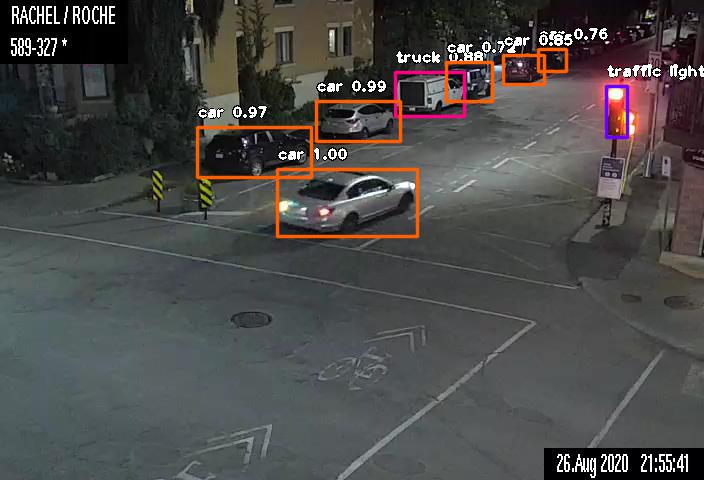 RACHEL / ROCHE
589-327 *
car 0.76
car 0.85
car 0.72
truck 0.88
traffic light
car 0.99
car 0.97
car 1.00
26.Aug 2020 21:55:41